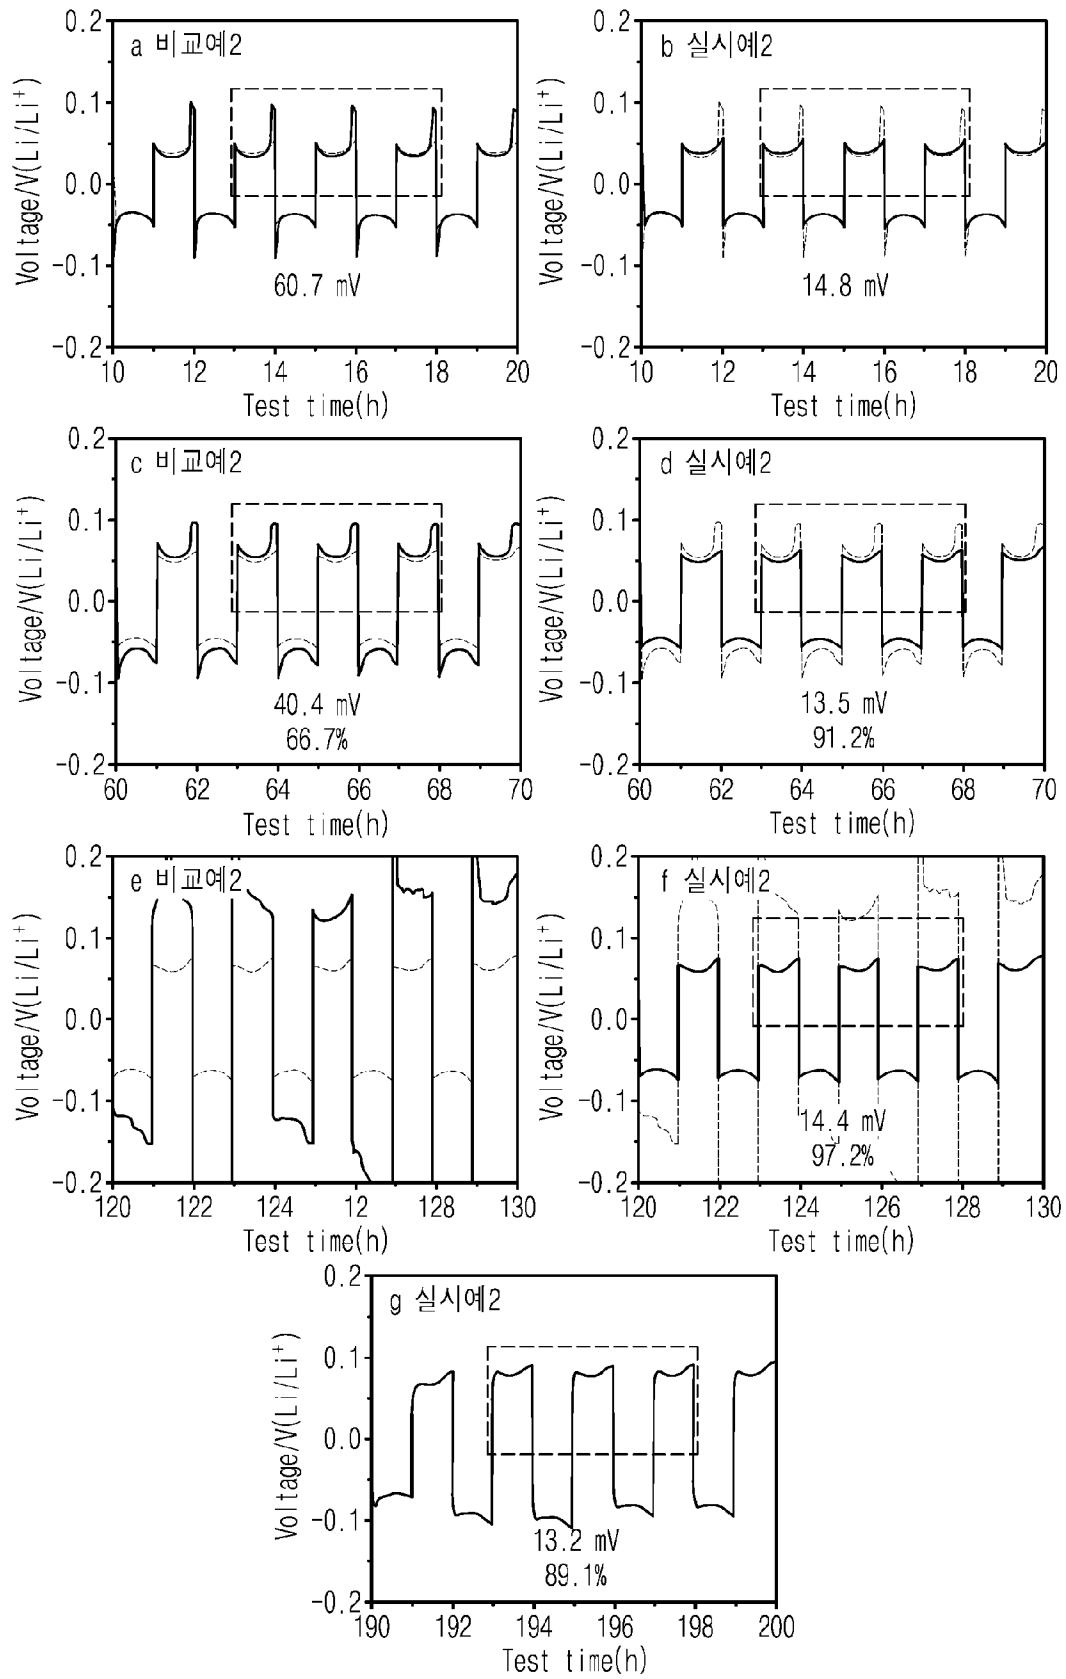 a 비교예2
0.2
0.1
0.0
-0.1
-0.2
Voltage/V(Li/Li⁺)
60.7 mV
10 12 14 16 18 20
Test time(h)
b 실시예2
0.2
0.1
0.0
-0.1
-0.2
Voltage/V(Li/Li⁺)
14.8 mV
10 12 14 16 18 20
Test time(h)
c 비교예2
0.2
0.1
0.0
-0.1
-0.2
Voltage/V(Li/Li⁺)
40.4 mV
66.7%
60 62 64 66 68 70
Test time(h)
d 실시예2
0.2
0.1
0.0
-0.1
-0.2
Voltage/V(Li/Li⁺)
13.5 mV
91.2%
60 62 64 66 68 70
Test time(h)
e 비교예2
0.2
0.1
0.0
-0.1
-0.2
Voltage/V(Li/Li⁺)
120 122 124 12 128 130
Test time(h)
f 실시예2
0.2
0.1
0.0
-0.1
-0.2
Voltage/V(Li/Li⁺)
14.4 mV
97.2%
120 122 124 126 128 130
Test time(h)
g 실시예2
0.2
0.1
0.0
-0.1
-0.2
Voltage/V(Li/Li⁺)
13.2 mV
89.1%
190 192 194 196 198 200
Test time(h)